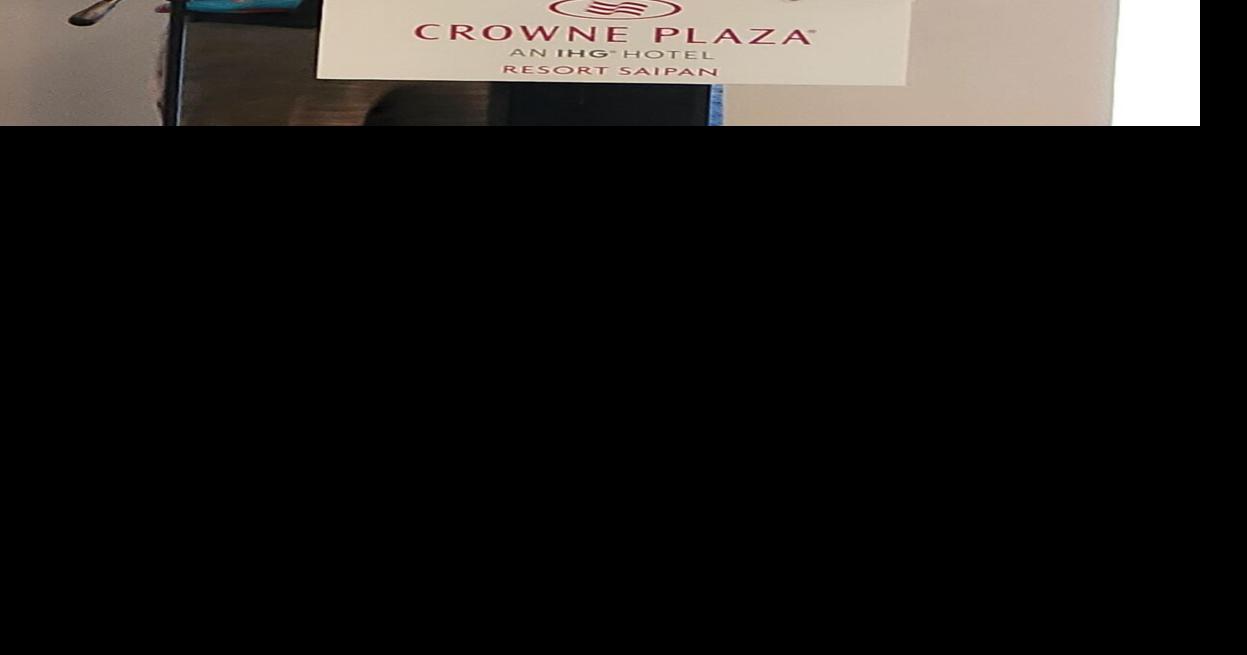 CROWNE PLAZA®
AN IHG® HOTEL
RESORT SAIPAN